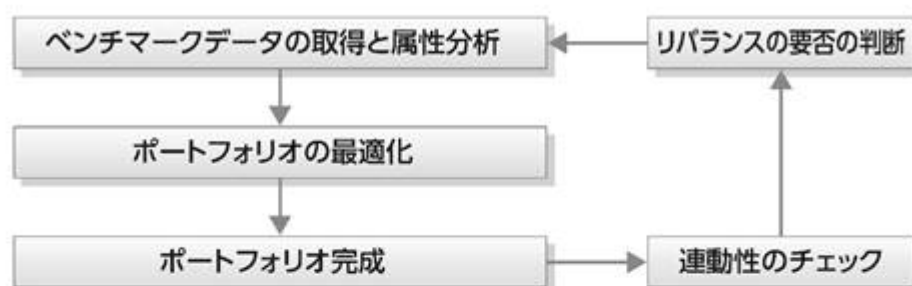 ベンチマークデータの取得と属性分析
リバランスの要否の判断
ポートフォリオの最適化
ポートフォリオ完成
連動性のチェック